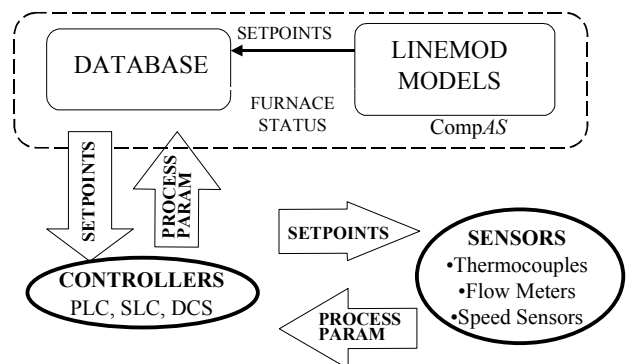 SETPOINTS
DATABASE
LINEMOD
MODELS
FURNACE
STATUS
CompAS
SETPOINTS
PROCESS
PARAM
SETPOINTS
CONTROLLERS
PLC, SLC, DCS
SENSORS
•Thermocouples
•Flow Meters
•Speed Sensors
PROCESS
PARAM